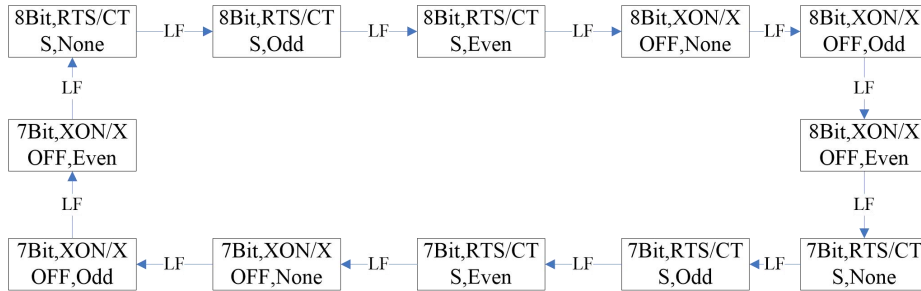 8Bit,RTS/CT
S,None
LF
8Bit,RTS/CT
S,Odd
LF
8Bit,RTS/CT
S,Even
LF
8Bit,XON/X
OFF,None
LF
8Bit,XON/X
OFF,Odd
LF
8Bit,XON/X
OFF,Even
LF
7Bit,RTS/CT
S,None
LF
7Bit,RTS/CT
S,Odd
LF
7Bit,RTS/CT
S,Even
LF
7Bit,XON/X
OFF,None
LF
7Bit,XON/X
OFF,Odd
LF
7Bit,XON/X
OFF,Even
LF